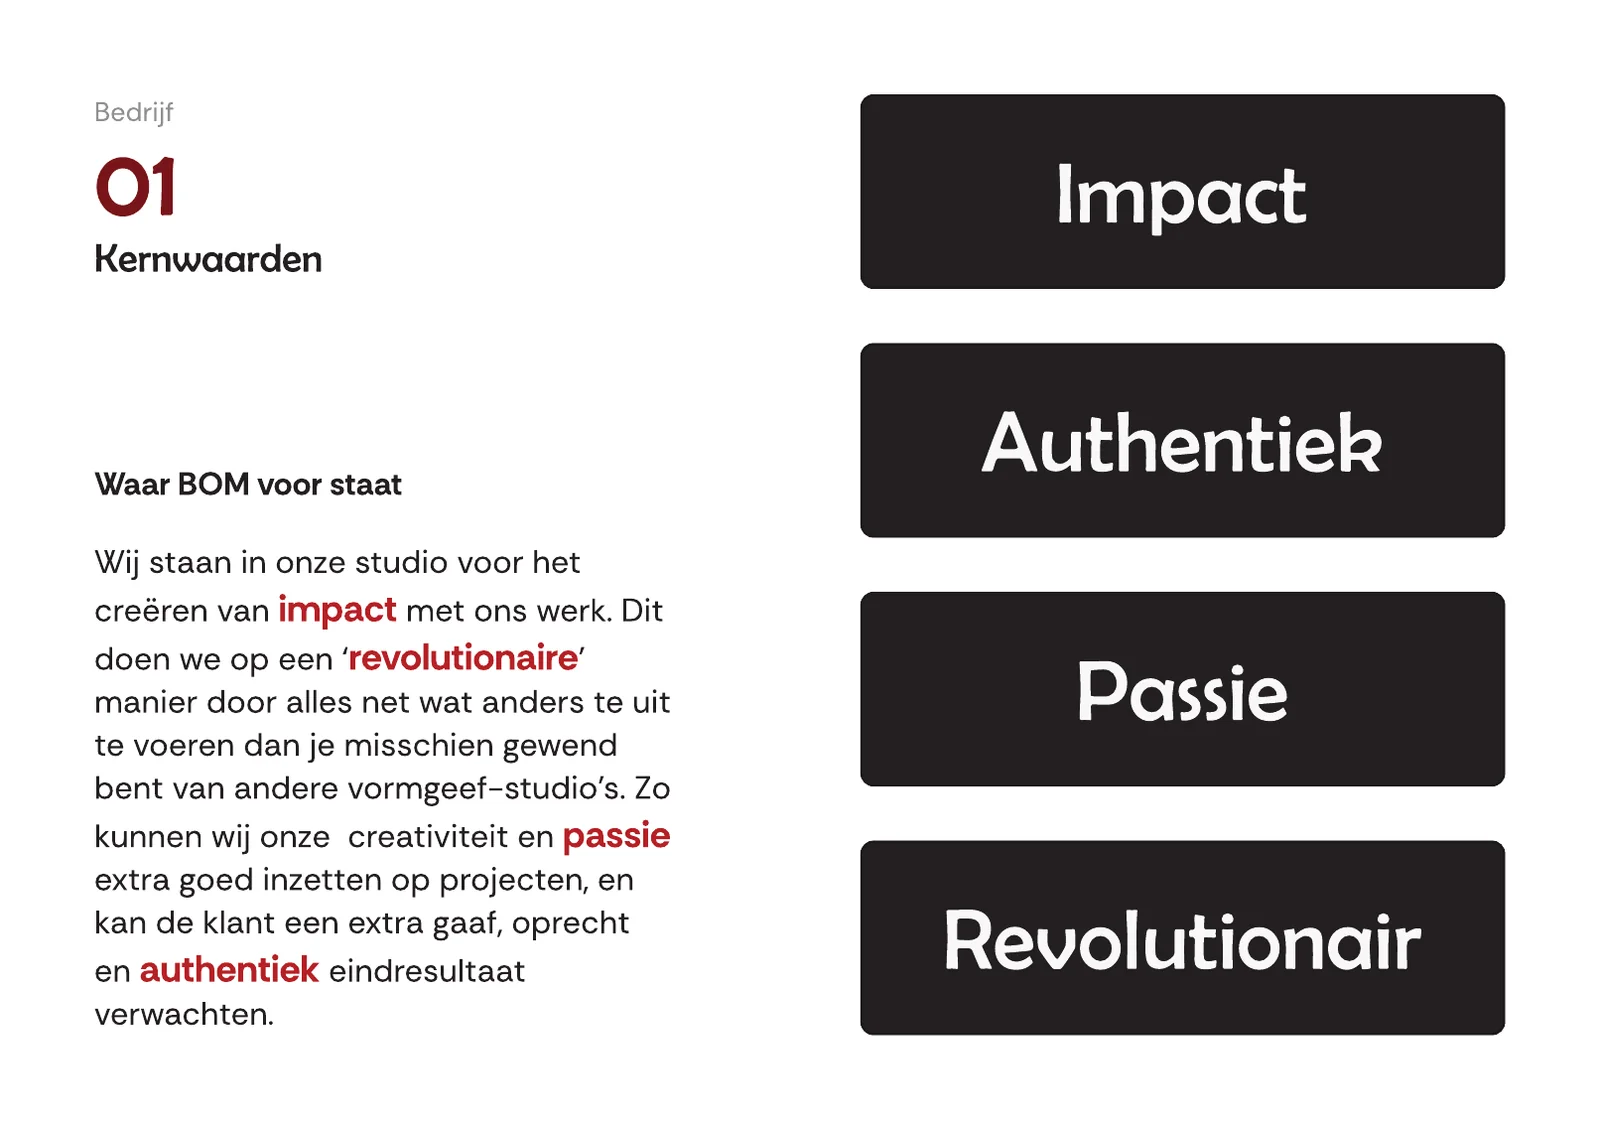 Bedrijf
01
Kernwaarden
Waar BOM voor staat
Wij staan in onze studio voor het
creëren van impact met ons werk. Dit
doen we op een ‘revolutionaire’
manier door alles net wat anders te uit
te voeren dan je misschien gewend
bent van andere vormgeef-studio’s. Zo
kunnen wij onze  creativiteit en passie
extra goed inzetten op projecten, en
kan de klant een extra gaaf, oprecht
en authentiek eindresultaat
verwachten.
Impact
Authentiek
Passie
Revolutionair